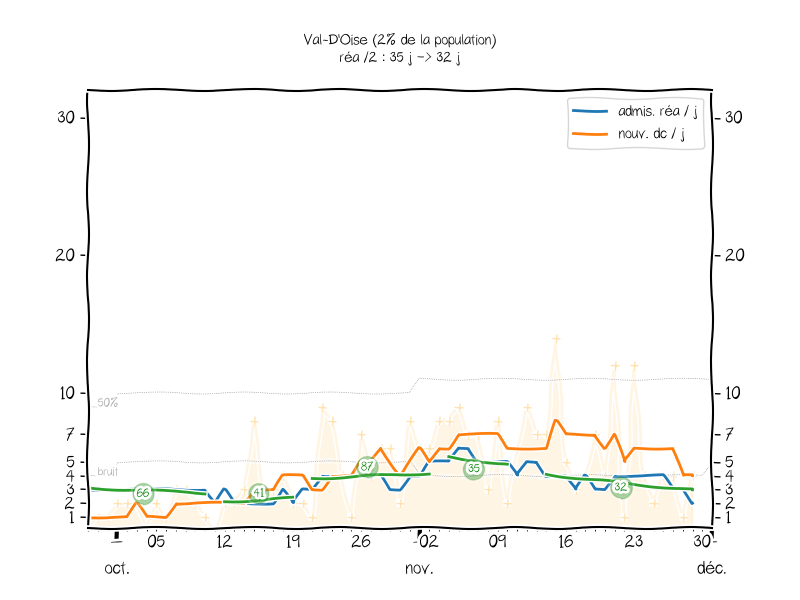 Val-D'Oise (2% de la population)
réa /2 : 35 j -> 32 j
admis. réa / j
nouv. dc / j
30 30
20 20
10 10
50%
7 7
5 5
bruit
4 4
3 3
2 2
1 1
66 41 87 35 32
05 12 19 26 02 09 16 23 30
oct. nov. déc.